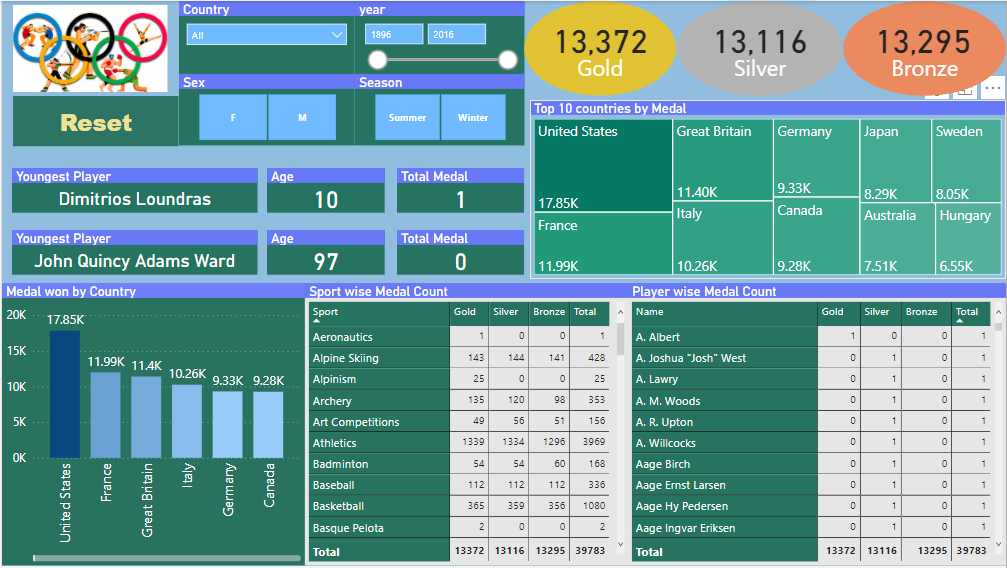 Country
year
All
1896
2016
Sex
Season
F
M
Summer
Winter
Reset
13,372
Gold
13,116
Silver
13,295
Bronze
Youngest Player
Age
Total Medal
Dimitrios Loundras
10
1
Youngest Player
Age
Total Medal
John Quincy Adams Ward
97
0
Top 10 countries by Medal
United States
17.85K
France
11.99K
Great Britain
11.40K
Italy
10.26K
Germany
9.33K
Canada
9.28K
Japan
8.29K
Sweden
8.05K
Australia
7.51K
Hungary
6.55K
Medal won by Country
20K
15K
10K
5K
0K
17.85K
11.99K
11.4K
10.26K
9.33K
9.28K
United States
France
Great Britain
Italy
Germany
Canada
Sport wise Medal Count
Sport Gold Silver Bronze Total
Aeronautics 1 0 0 1
Alpine Skiing 143 144 141 428
Alpinism 25 0 0 25
Archery 135 120 98 353
Art Competitions 49 56 51 156
Athletics 1339 1334 1296 3969
Badminton 54 54 60 168
Baseball 112 112 112 336
Basketball 365 359 356 1080
Basque Pelota 2 0 0 2
Total 13372 13116 13295 39783
Player wise Medal Count
Name Gold Silver Bronze Total
A. Albert 1 0 0 1
A. Joshua "Josh" West 0 1 0 1
A. Lawry 0 1 0 1
A. M. Woods 0 1 0 1
A. R. Upton 0 1 0 1
A. Willcocks 0 1 0 1
Aage Birch 0 1 0 1
Aage Ernst Larsen 0 1 0 1
Aage Hy Pedersen 0 1 0 1
Aage Ingvar Eriksen 0 1 0 1
Total 13372 13116 13295 39783